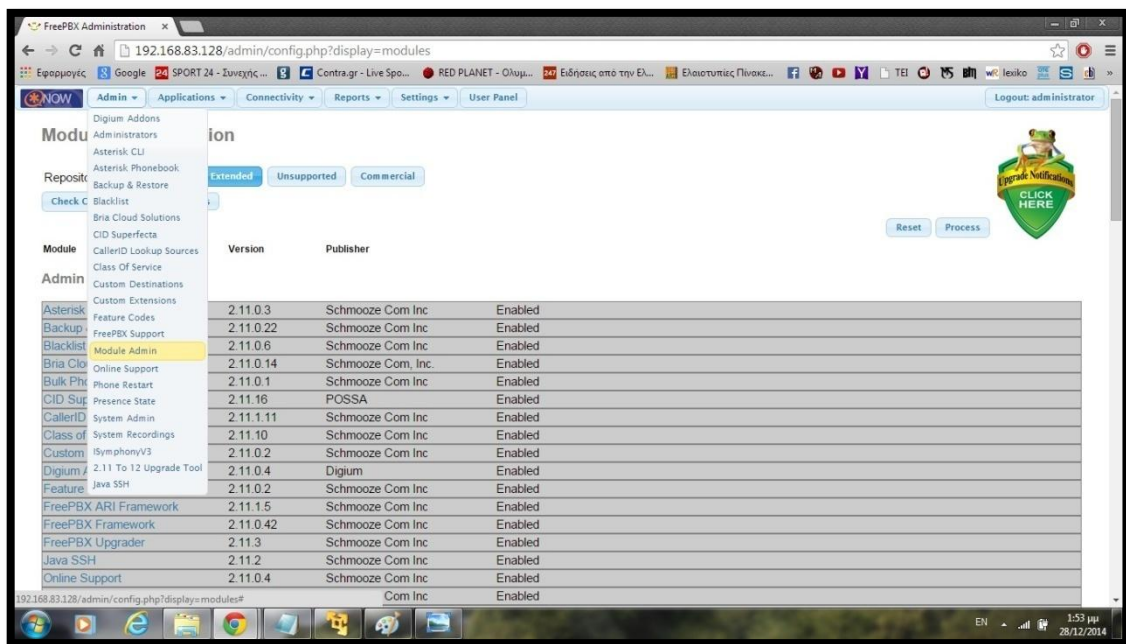 FreePBX Administration
192.168.83.128/admin/config.php?display=modules
Εφαρμογές Google SPORT 24 - Συνεχής ... Contra.gr - Live Spo... RED PLANET - Ολυμ... Ειδήσεις από την Ελ... Ελαιοτυπίες Πίνακε... TEI lexiko
NOW Admin Applications Connectivity Reports Settings User Panel Logout: administrator
Digium Addons
Administrators
Asterisk CLI
Asterisk Phonebook
Backup & Restore
Blacklist
Bria Cloud Solutions
CID Superfecta
CallerID Lookup Sources
Class Of Service
Custom Destinations
Custom Extensions
Feature Codes
FreePBX Support
Module Admin
Online Support
Phone Restart
Presence State
System Admin
System Recordings
iSymphonyV3
2.11 To 12 Upgrade Tool
Java SSH
Modu ion
Reposito Extended Unsupported Commercial
Check O
Upgrade Notifications
CLICK
HERE
Reset Process
Module Version Publisher
Admin
Asterisk 2.11.0.3 Schmooze Com Inc Enabled
Backup 2.11.0.22 Schmooze Com Inc Enabled
Blacklist 2.11.0.6 Schmooze Com Inc Enabled
Bria Clo 2.11.0.14 Schmooze Com, Inc. Enabled
Bulk Pho 2.11.0.1 Schmooze Com Inc Enabled
CID Sup 2.11.16 POSSA Enabled
CallerID 2.11.1.11 Schmooze Com Inc Enabled
Class of 2.11.10 Schmooze Com Inc Enabled
Custom 2.11.0.2 Schmooze Com Inc Enabled
Digium A 2.11.0.4 Digium Enabled
Feature 2.11.0.2 Schmooze Com Inc Enabled
FreePBX ARI Framework 2.11.1.5 Schmooze Com Inc Enabled
FreePBX Framework 2.11.0.42 Schmooze Com Inc Enabled
FreePBX Upgrader 2.11.3 Schmooze Com Inc Enabled
Java SSH 2.11.2 Schmooze Com Inc Enabled
Online Support 2.11.0.4 Schmooze Com Inc Enabled
192.168.83.128/admin/config.php?display=modules# Com Inc Enabled
EN 1:53 μμ
28/12/2014